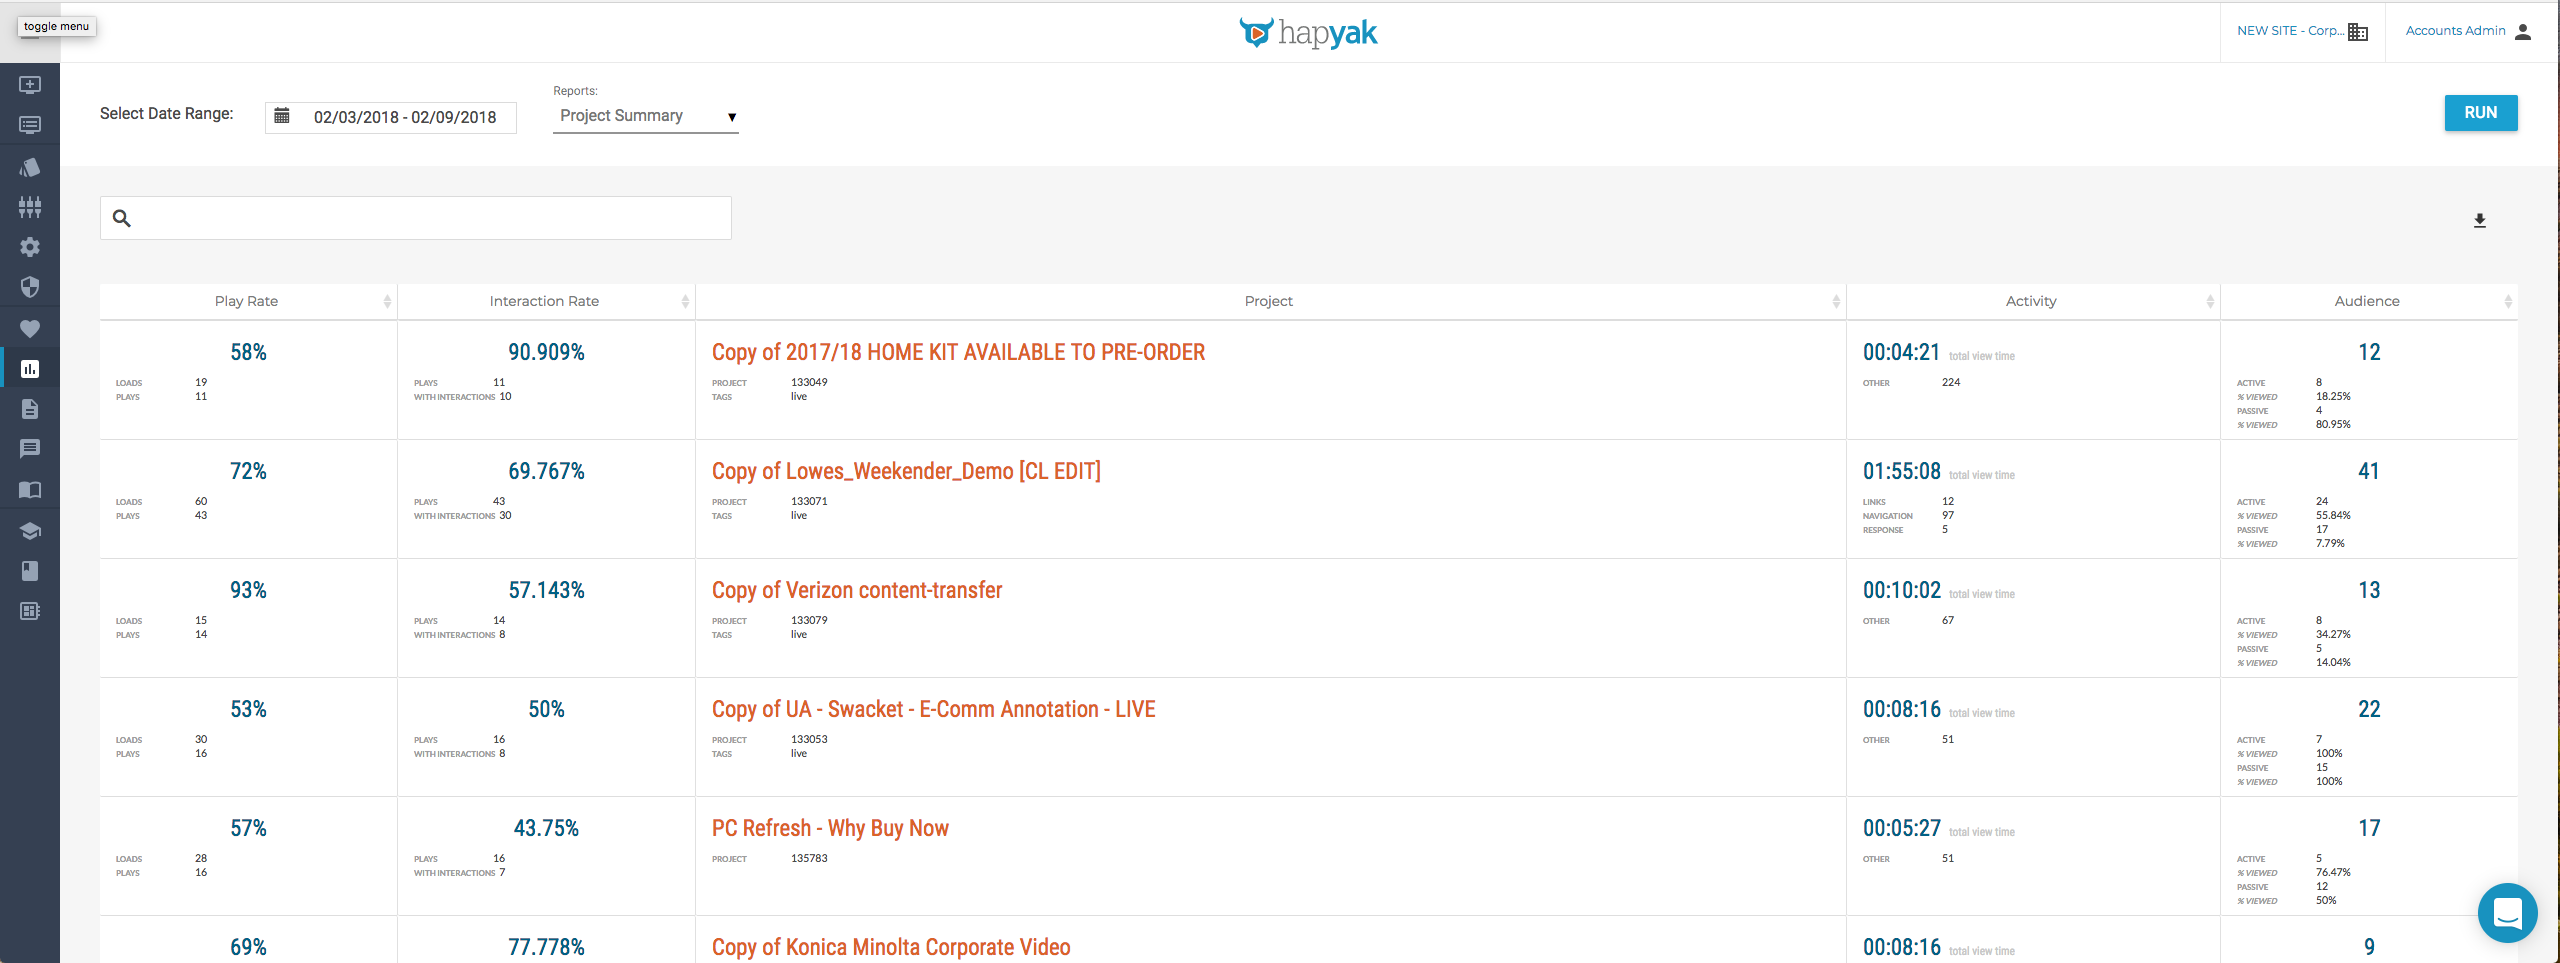 toggle menu
hapyak
NEW SITE - Corp...
Accounts Admin
Select Date Range:
02/03/2018 - 02/09/2018
Reports:
Project Summary
RUN
Play Rate Interaction Rate Project Activity Audience
58% 90.909% Copy of 2017/18 HOME KIT AVAILABLE TO PRE-ORDER 00:04:21 total view time 12
LOADS 19 PLAYS 11 PROJECT 133049 OTHER 224 ACTIVE 8
PLAYS 11 WITH INTERACTIONS 10 TAGS live % VIEWED 18.25%
PASSIVE 4
% VIEWED 80.95%
72% 69.767% Copy of Lowes_Weekender_Demo [CL EDIT] 01:55:08 total view time 41
LOADS 60 PLAYS 43 PROJECT 133071 LINKS 12 ACTIVE 24
PLAYS 43 WITH INTERACTIONS 30 TAGS live NAVIGATION 97 % VIEWED 55.84%
RESPONSE 5 PASSIVE 17
% VIEWED 7.79%
93% 57.143% Copy of Verizon content-transfer 00:10:02 total view time 13
LOADS 15 PLAYS 14 PROJECT 133079 OTHER 67 ACTIVE 8
PLAYS 14 WITH INTERACTIONS 8 TAGS live % VIEWED 34.27%
PASSIVE 5
% VIEWED 14.04%
53% 50% Copy of UA - Swacket - E-Comm Annotation - LIVE 00:08:16 total view time 22
LOADS 30 PLAYS 16 PROJECT 133053 OTHER 51 ACTIVE 7
PLAYS 16 WITH INTERACTIONS 8 TAGS live % VIEWED 100%
PASSIVE 15
% VIEWED 100%
57% 43.75% PC Refresh - Why Buy Now 00:05:27 total view time 17
LOADS 28 PLAYS 16 PROJECT 135783 OTHER 51 ACTIVE 5
PLAYS 16 WITH INTERACTIONS 7 % VIEWED 76.47%
PASSIVE 12
% VIEWED 50%
69% 77.778% Copy of Konica Minolta Corporate Video 00:08:16 total view time 9